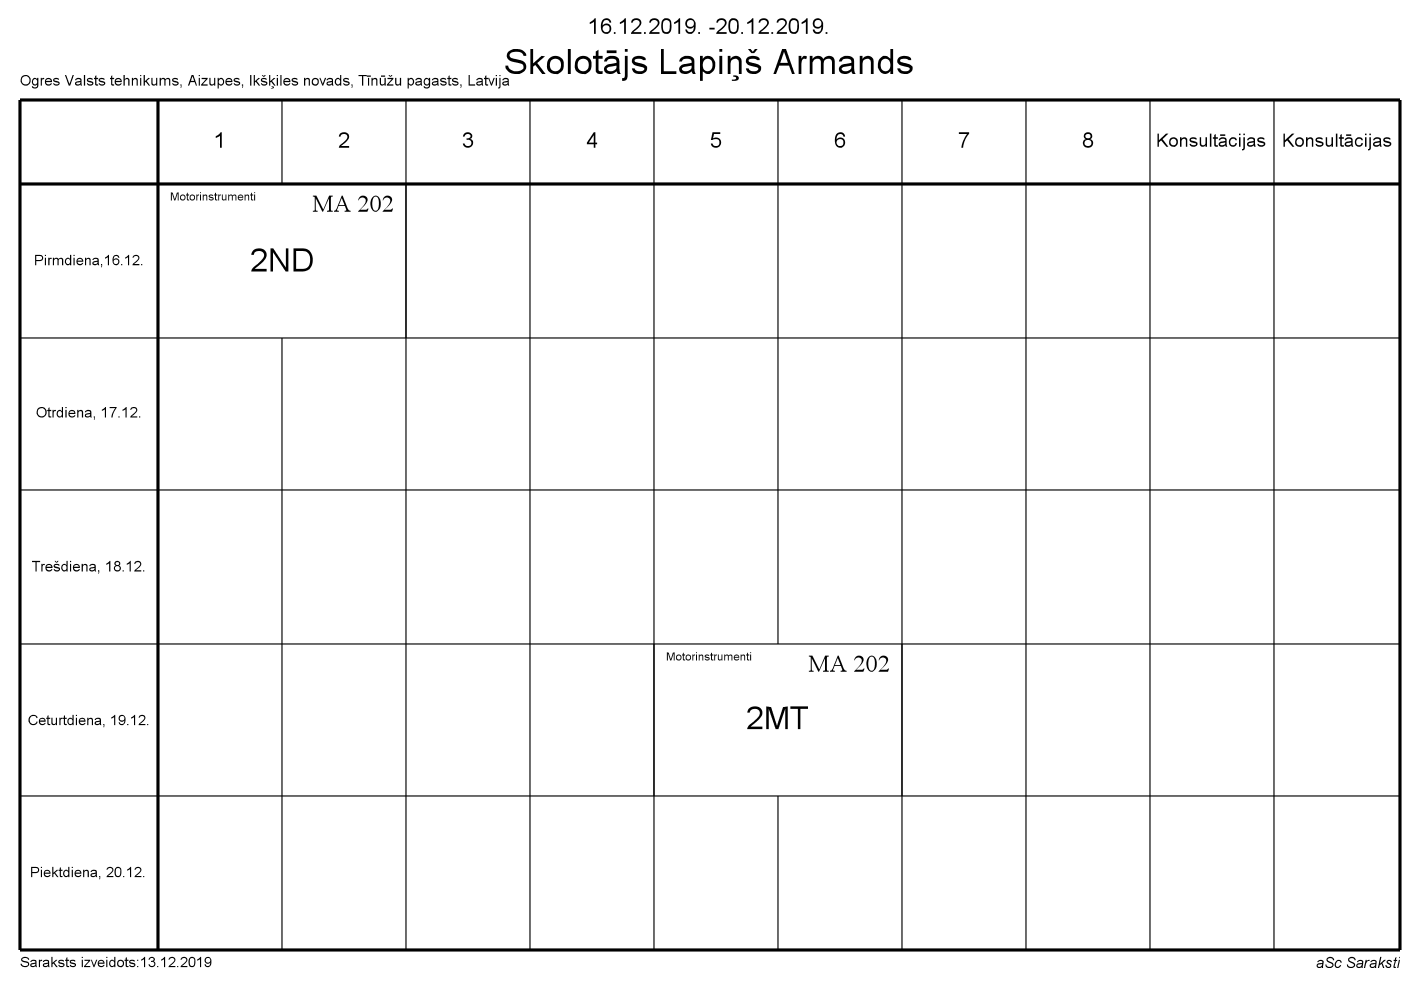 16.12.2019. -20.12.2019.
Skolotājs Lapiņš Armands
Ogres Valsts tehnikums, Aizupes, Ikšķiles novads, Tīnūžu pagasts, Latvija
1 2 3 4 5 6 7 8 Konsultācijas Konsultācijas
Motorinstrumenti MA 202
Pirmdiena,16.12. 2ND
Otrdiena, 17.12.
Trešdiena, 18.12.
Motorinstrumenti MA 202
Ceturtdiena, 19.12. 2MT
Piektdiena, 20.12.
Saraksts izveidots:13.12.2019 aSc Saraksti